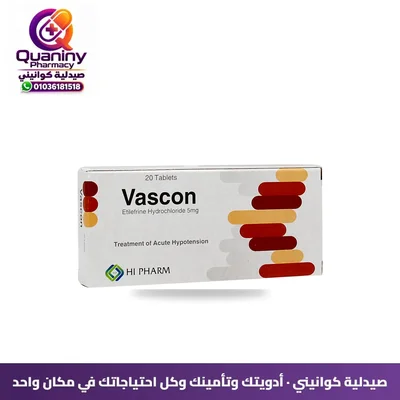 Quaniny
Pharmacy
صيدلية كوانيني
01036181518
20 Tablets
Vascon
Etilefrine Hydrochloride 5mg
Treatment of Acute Hypotension
HI PHARM
Vascon
صيدلية كوانيني · أدويتك وتأمينك وكل احتياجاتك في مكان واحد